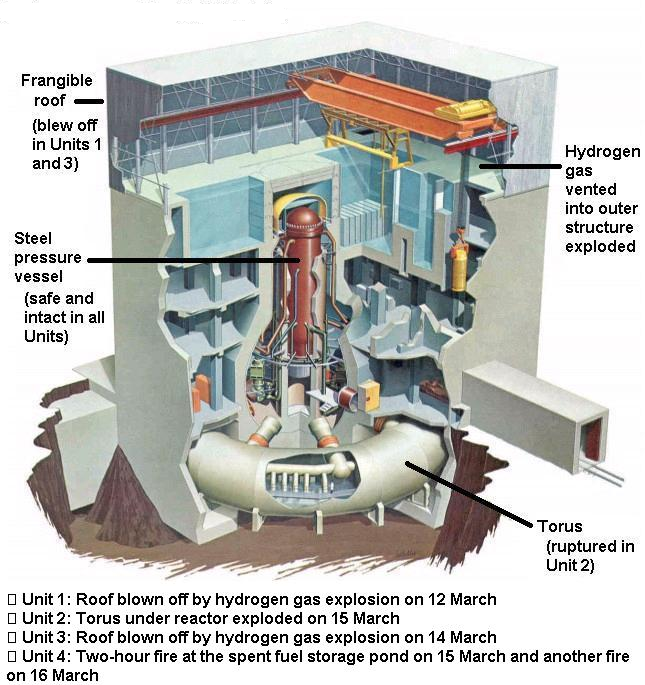 Frangible
roof
(blew off
in Units 1
and 3)
Hydrogen
gas
vented
into outer
structure
exploded
Steel
pressure
vessel
(safe and
intact in all
Units)
Torus
(ruptured in
Unit 2)
▯ Unit 1: Roof blown off by hydrogen gas explosion on 12 March
▯ Unit 2: Torus under reactor exploded on 15 March
▯ Unit 3: Roof blown off by hydrogen gas explosion on 14 March
▯ Unit 4: Two-hour fire at the spent fuel storage pond on 15 March and another fire
on 16 March